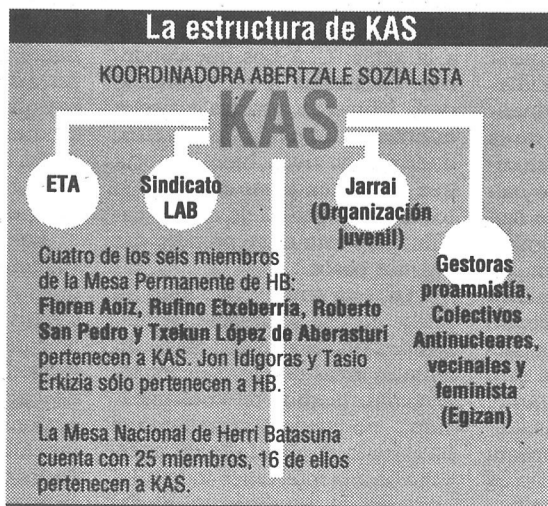 La estructura de KAS
KOORDINADORA ABERTZALE SOZIALISTA
KAS
ETA
Sindicato
LAB
Jarrai
(Organización
juvenil)
Gestoras
proamnistía,
Colectivos
Antinucleares,
vecinales y
feminista
(Egizan)
Cuatro de los seis miembros
de la Mesa Permanente de HB:
Floren Aoiz, Rufino Etxeberría, Roberto
San Pedro y Txekun López de Aberasturi
pertenecen a KAS. Jon Idigoras y Tasio
Erkizia sólo pertenecen a HB.
La Mesa Nacional de Herri Batasuna
cuenta con 25 miembros, 16 de ellos
pertenecen a KAS.